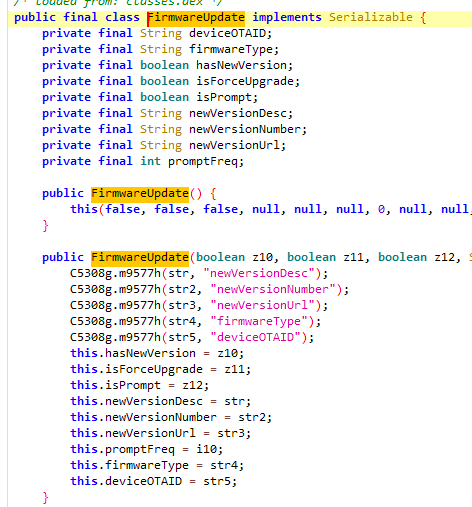 /* loaded from: classes.dex */
public final class FirmwareUpdate implements Serializable {
private final String deviceOTAID;
private final String firmwareType;
private final boolean hasNewVersion;
private final boolean isForceUpgrade;
private final boolean isPrompt;
private final String newVersionDesc;
private final String newVersionNumber;
private final String newVersionUrl;
private final int promptFreq;
public FirmwareUpdate() {
this(false, false, false, null, null, null, 0, null, null,
}
public FirmwareUpdate(boolean z10, boolean z11, boolean z12, S
C5308g.m9577h(str, "newVersionDesc");
C5308g.m9577h(str2, "newVersionNumber");
C5308g.m9577h(str3, "newVersionUrl");
C5308g.m9577h(str4, "firmwareType");
C5308g.m9577h(str5, "deviceOTAID");
this.hasNewVersion = z10;
this.isForceUpgrade = z11;
this.isPrompt = z12;
this.newVersionDesc = str;
this.newVersionNumber = str2;
this.newVersionUrl = str3;
this.promptFreq = i10;
this.firmwareType = str4;
this.deviceOTAID = str5;
}